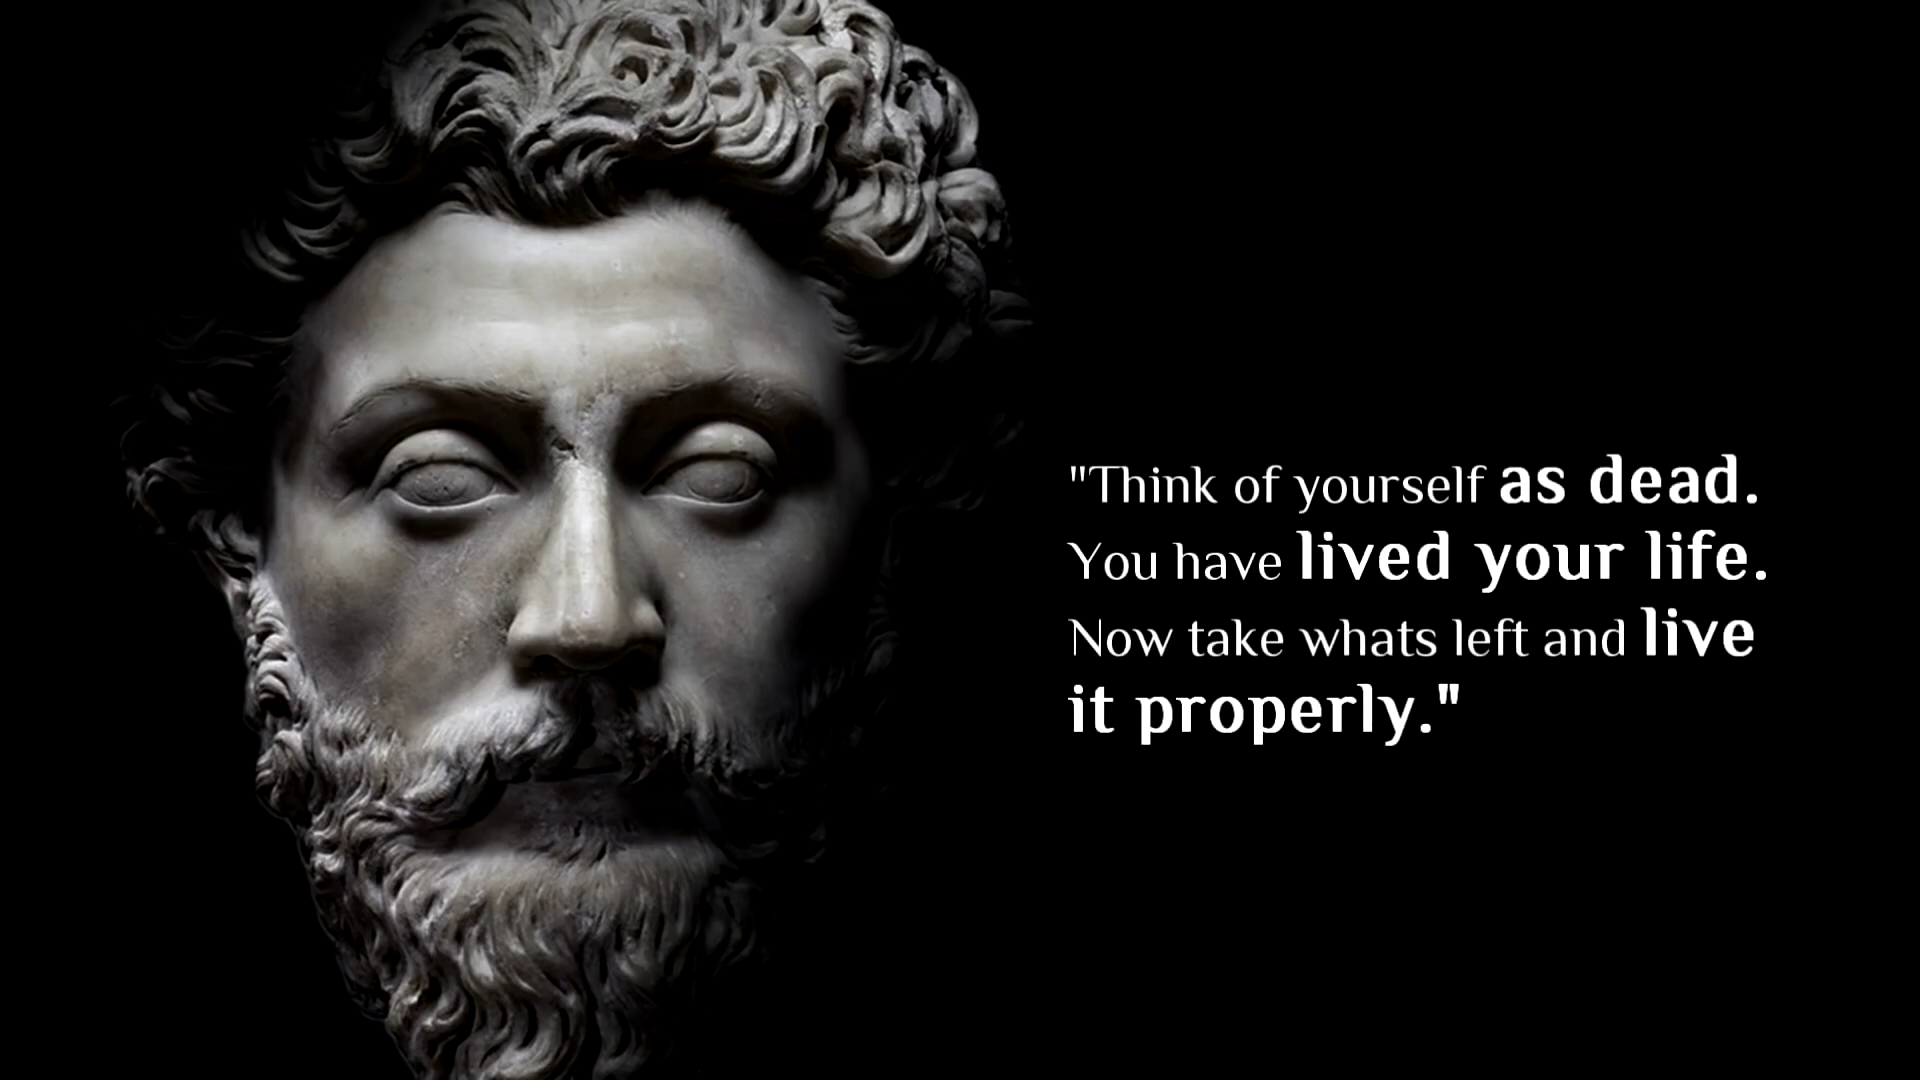 "Think of yourself as dead.
You have lived your life.
Now take whats left and live
it properly."